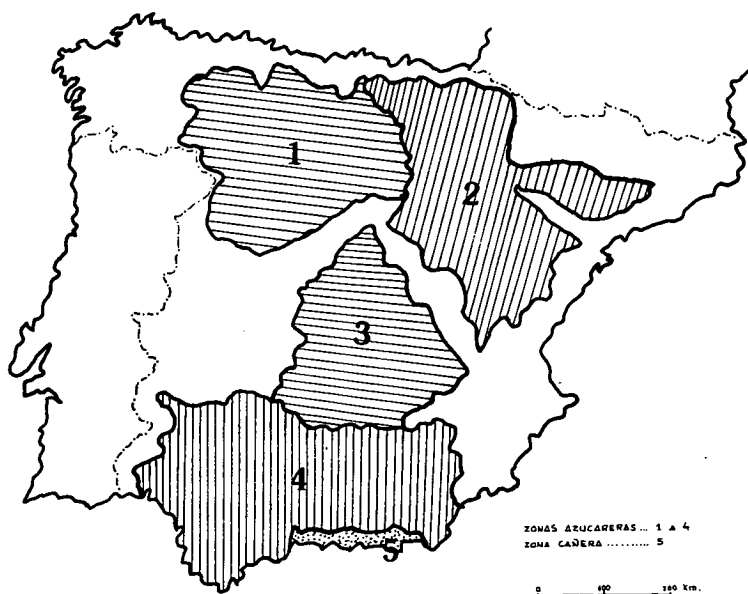 1
2
3
4
5
ZONAS AZUCARERAS... 1 A 4
ZONA CAÑERA ......... 5
0 100 200 Km.